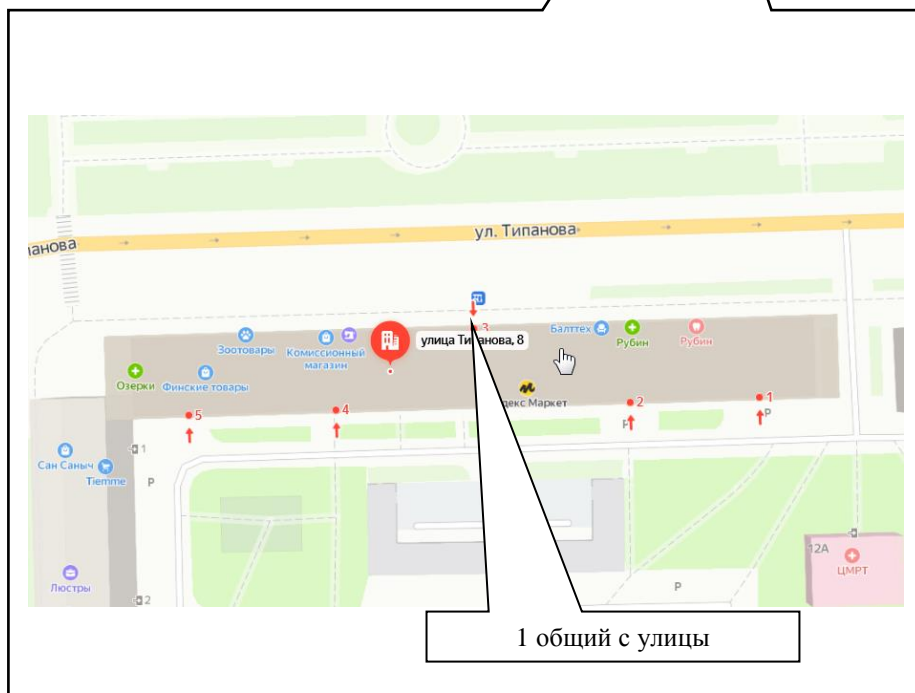 ул. Типанова
панова
3
улица Типанова, 8
Балттех
Рубин
Рубин
Зоотовары
Комиссионный
магазин
Озерки
Финские товары
декс Маркет
5
4
2
1
P
P
1
Сан Саныч
Tiemme
P
12А
ЦМРТ
Люстры
P
2
1 общий с улицы